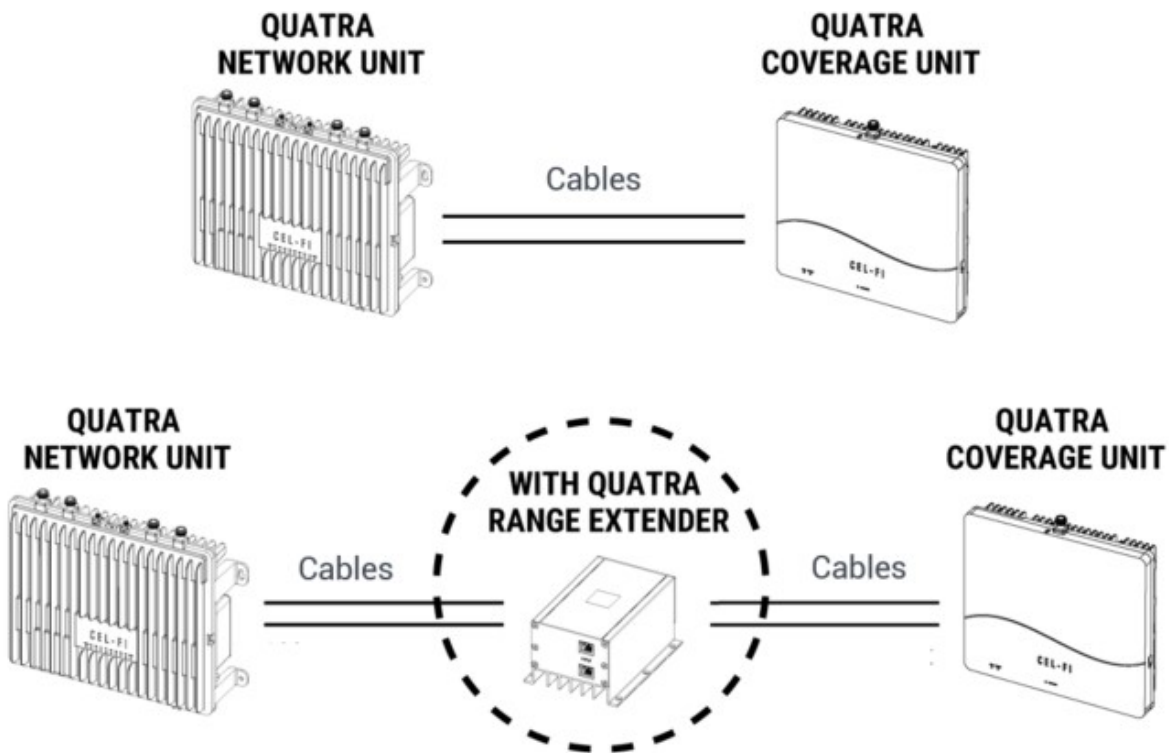 QUATRA
NETWORK UNIT
QUATRA
COVERAGE UNIT
Cables
CEL-FI
CEL-FI
QUATRA
NETWORK UNIT
WITH QUATRA
RANGE EXTENDER
QUATRA
COVERAGE UNIT
Cables
Cables
CEL-FI
CEL-FI